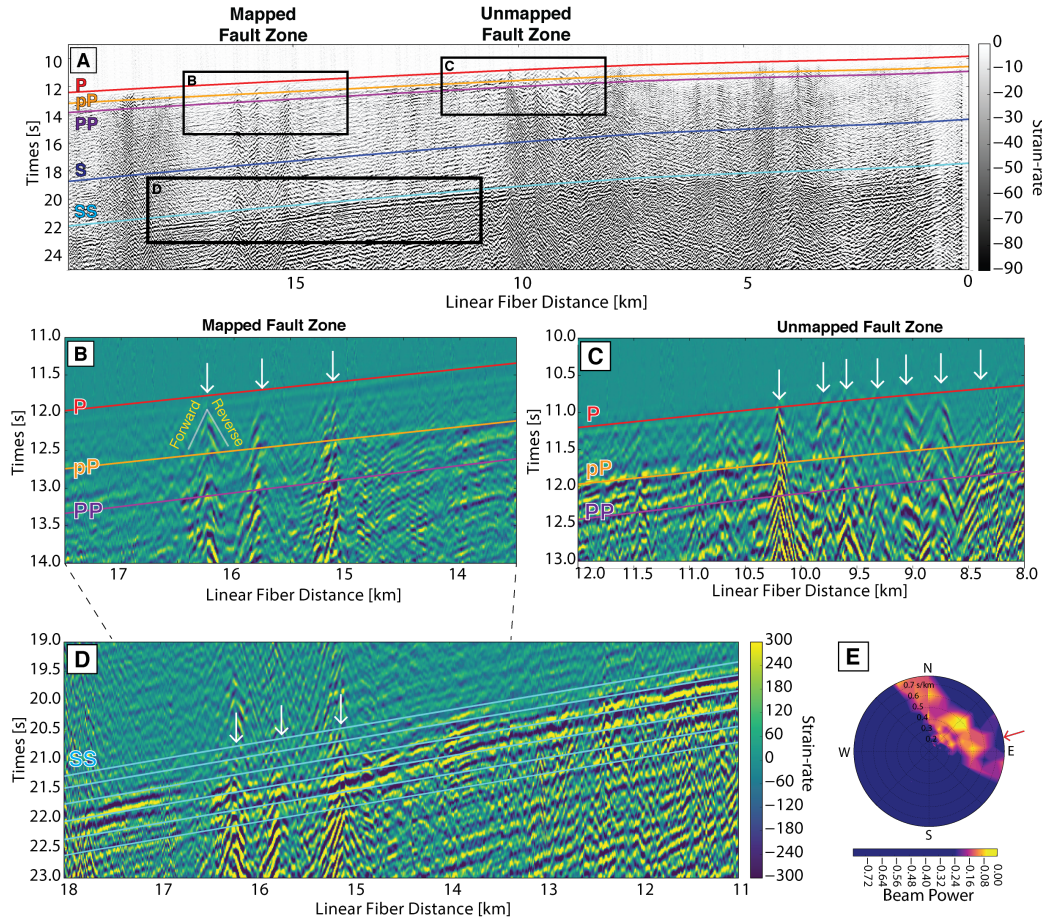 Mapped
Fault Zone
Unmapped
Fault Zone
A
B
C
D
P
pP
PP
S
SS
10
12
14
16
18
20
22
24
Times [s]
15
10
5
0
Linear Fiber Distance [km]
0
−10
−20
−30
−40
−50
−60
−70
−80
−90
Strain-rate
Mapped Fault Zone
B
11.0
11.5
12.0
12.5
13.0
13.5
14.0
Times [s]
P
Forward
Reverse
pP
PP
17
16
15
14
Linear Fiber Distance [km]
Unmapped Fault Zone
C
10.0
10.5
11.0
11.5
12.0
12.5
13.0
Times [s]
P
pP
PP
12.0
11.5
11.0
10.5
10.0
9.5
9.0
8.5
8.0
Linear Fiber Distance [km]
D
19.0
19.5
20.0
20.5
21.0
21.5
22.0
22.5
23.0
Times [s]
SS
18
17
16
15
14
13
12
11
Linear Fiber Distance [km]
300
240
180
120
60
0
−60
−120
−180
−240
−300
Strain-rate
E
N
0.7 s/km
0.6
0.5
0.4
0.3
0.2
W
E
S
0.72
0.64
0.56
0.48
0.40
0.32
0.24
0.16
0.08
0.00
Beam Power